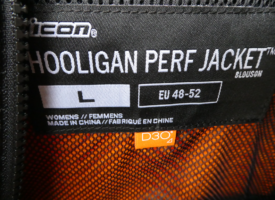 icon
HOOLIGAN PERF JACKET™
BLOUSON
L
EU 48-52
WOMENS // FEMMENS
MADE IN CHINA // FABRIQUÉ EN CHINE
D3O